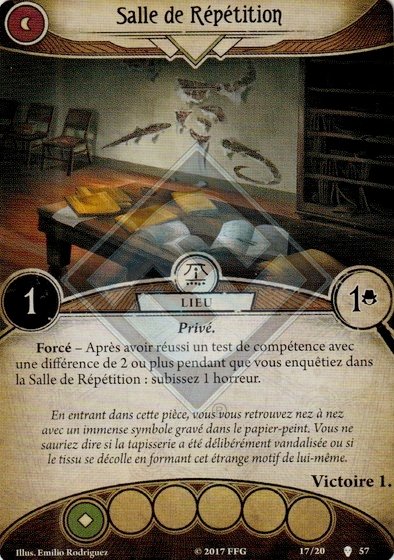 Salle de Répétition
1
LIEU
1
Privé.
Forcé – Après avoir réussi un test de compétence avec
une différence de 2 ou plus pendant que vous enquêtiez dans
la Salle de Répétition : subissez 1 horreur.
En entrant dans cette pièce, vous vous retrouvez nez à nez
avec un immense symbole gravé dans le papier-peint. Vous ne
sauriez dire si la tapisserie a été délibérément vandalisée ou si
le tissu se décolle en formant cet étrange motif de lui-même.
Victoire 1.
Illus. Emilio Rodriguez © 2017 FFG 17/20 57